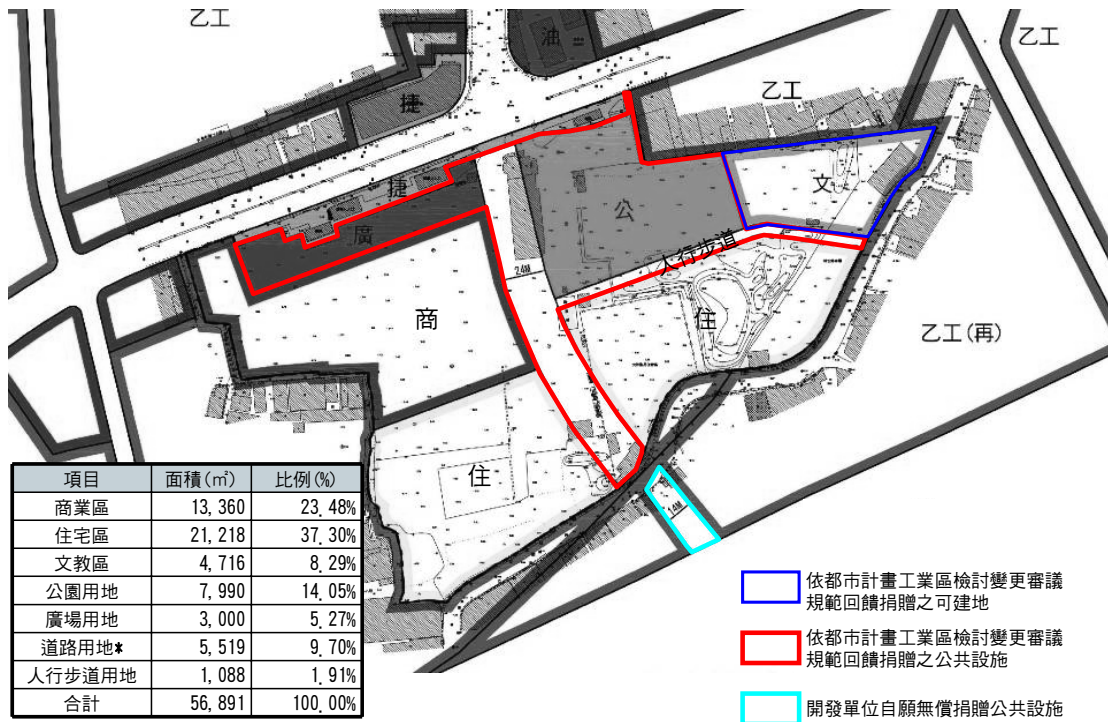 乙工
油
乙工
捷
乙工
捷
文
公
廣
人行步道
24M
商
住
乙工(再)
住
14M
項目 面積(㎡) 比例(%)
商業區 13,360 23.48%
住宅區 21,218 37.30%
文教區 4,716 8.29%
公園用地 7,990 14.05%
廣場用地 3,000 5.27%
道路用地* 5,519 9.70%
人行步道用地 1,088 1.91%
合計 56,891 100.00%
依都市計畫工業區檢討變更審議
規範回饋捐贈之可建地
依都市計畫工業區檢討變更審議
規範回饋捐贈之公共設施
開發單位自願無償捐贈公共設施